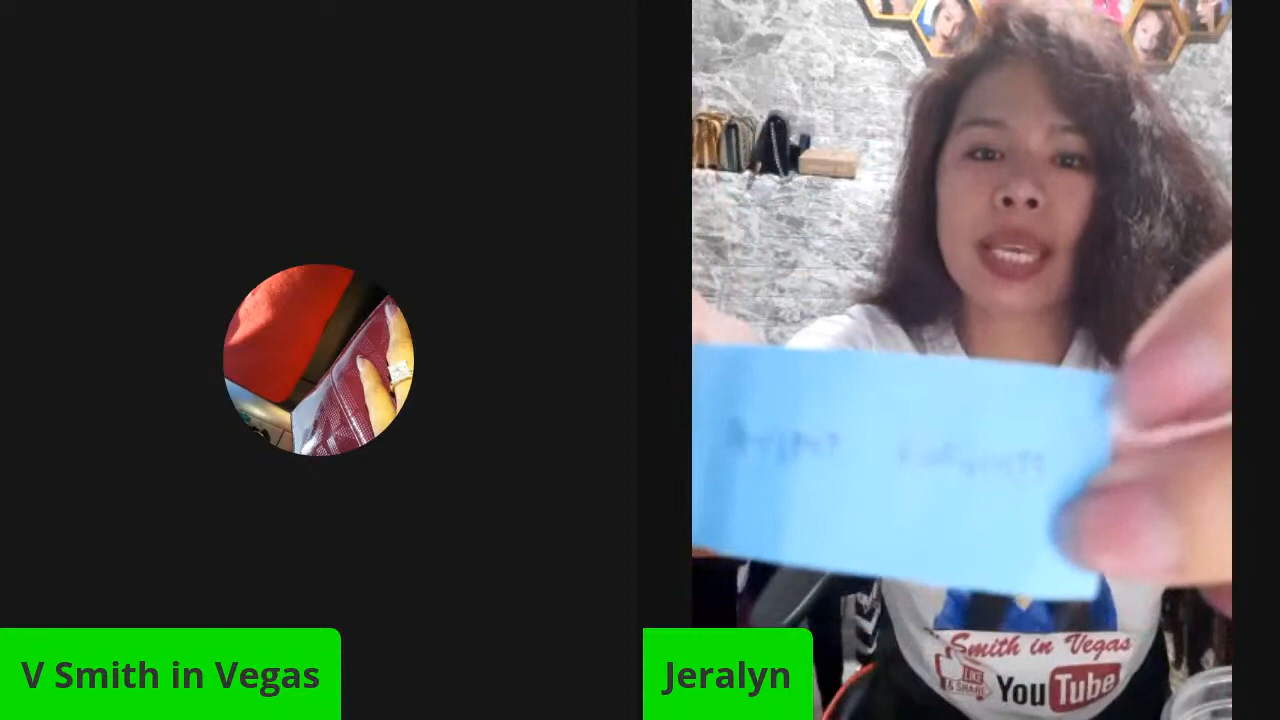 V Smith in Vegas
Jeralyn
Smith in Vegas
LIKE
& SHARE
YouTube